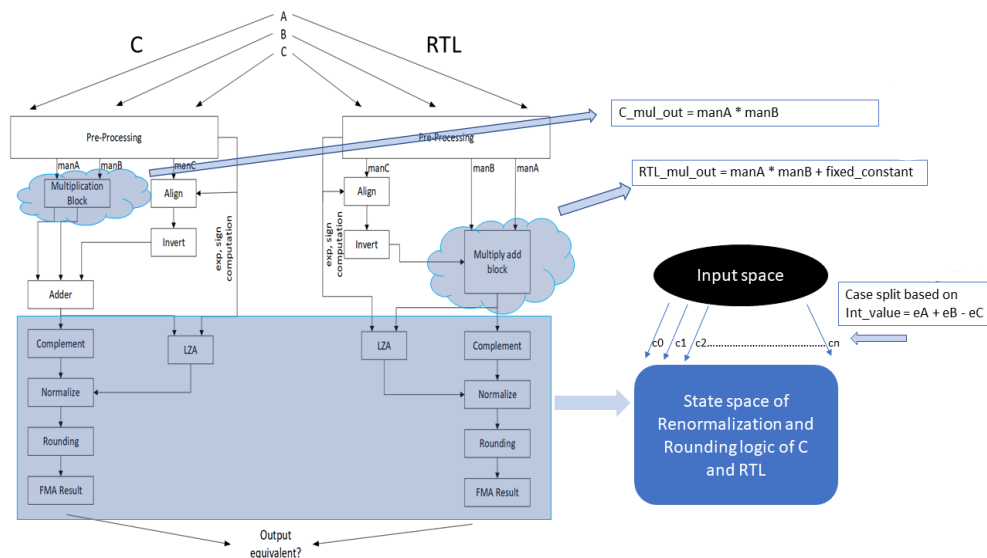 A
B
C
C
RTL
Pre-Processing
manA
manB
manC
Multiplication
Block
Align
Invert
exp, sign
computation
Adder
Complement
LZA
Normalize
Rounding
FMA Result
Pre-Processing
manC
manB
manA
Align
Invert
exp, sign
computation
Multiply add
block
LZA
Complement
Normalize
Rounding
FMA Result
Output
equivalent?
C_mul_out = manA * manB
RTL_mul_out = manA * manB + fixed_constant
Input space
Case split based on
Int_value = eA + eB - eC
c0 c1 c2...............................cn
State space of
Renormalization and
Rounding logic of C
and RTL